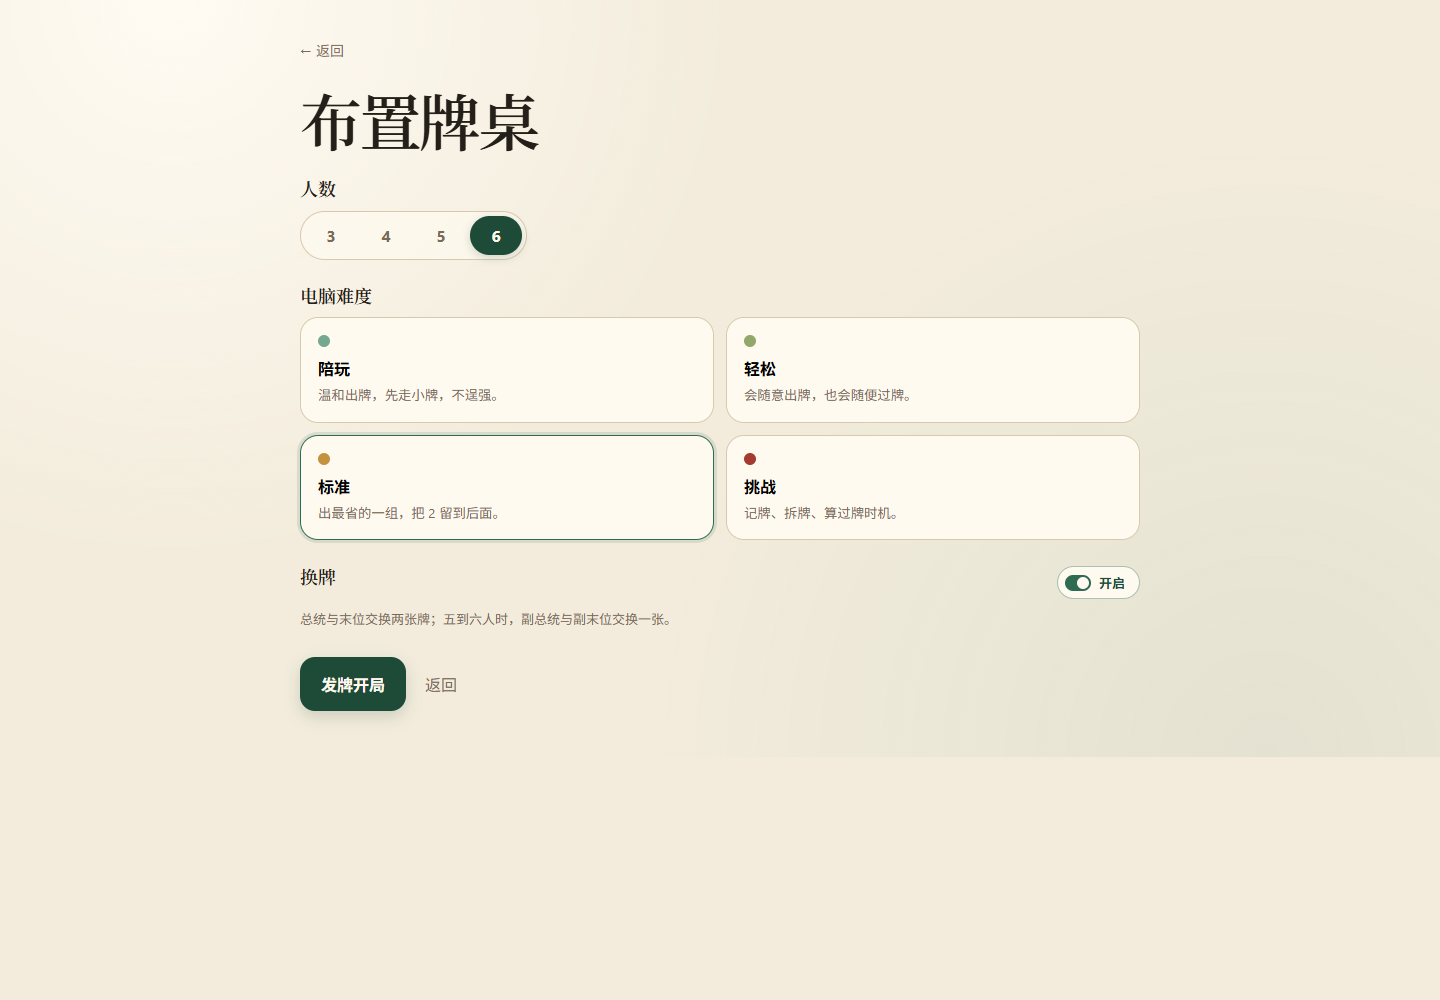 ← 返回
布置牌桌
人数
3 4 5 6
电脑难度
陪玩
温和出牌，先走小牌，不逞强。
轻松
会随意出牌，也会随便过牌。
标准
出最省的一组，把 2 留到后面。
挑战
记牌、拆牌、算过牌时机。
换牌
开启
总统与末位交换两张牌；五到六人时，副总统与副末位交换一张。
发牌开局 返回